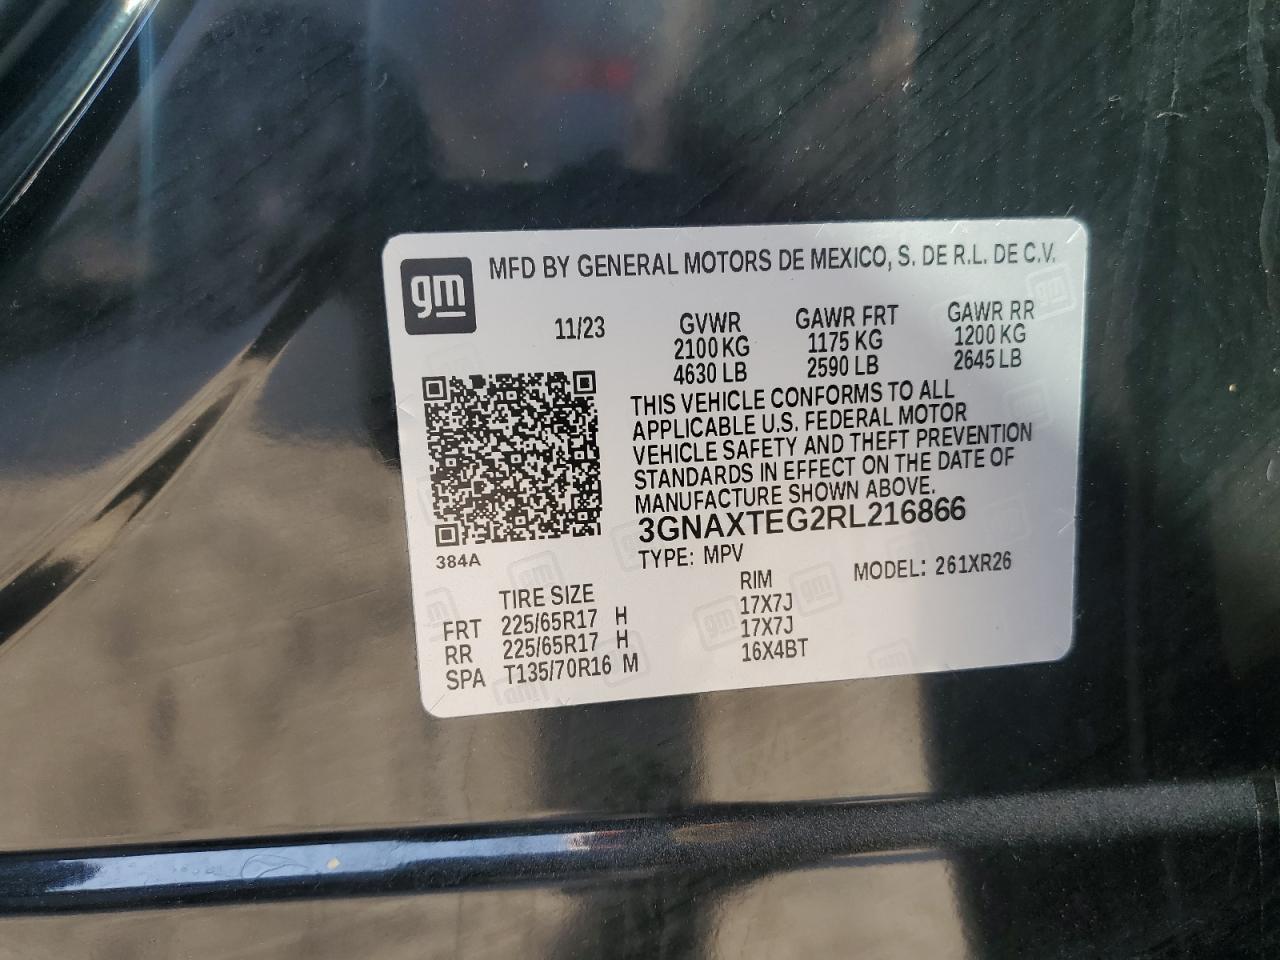 gm
MFD BY GENERAL MOTORS DE MEXICO, S. DE R.L. DE C.V.
11/23
GVWR
2100 KG
4630 LB
GAWR FRT
1175 KG
2590 LB
GAWR RR
1200 KG
2645 LB
THIS VEHICLE CONFORMS TO ALL
APPLICABLE U.S. FEDERAL MOTOR
VEHICLE SAFETY AND THEFT PREVENTION
STANDARDS IN EFFECT ON THE DATE OF
MANUFACTURE SHOWN ABOVE.
3GNAXTEG2RL216866
384A
TYPE: MPV
MODEL: 261XR26
TIRE SIZE RIM
FRT 225/65R17 H 17X7J
RR 225/65R17 H 17X7J
SPA T135/70R16 M 16X4BT